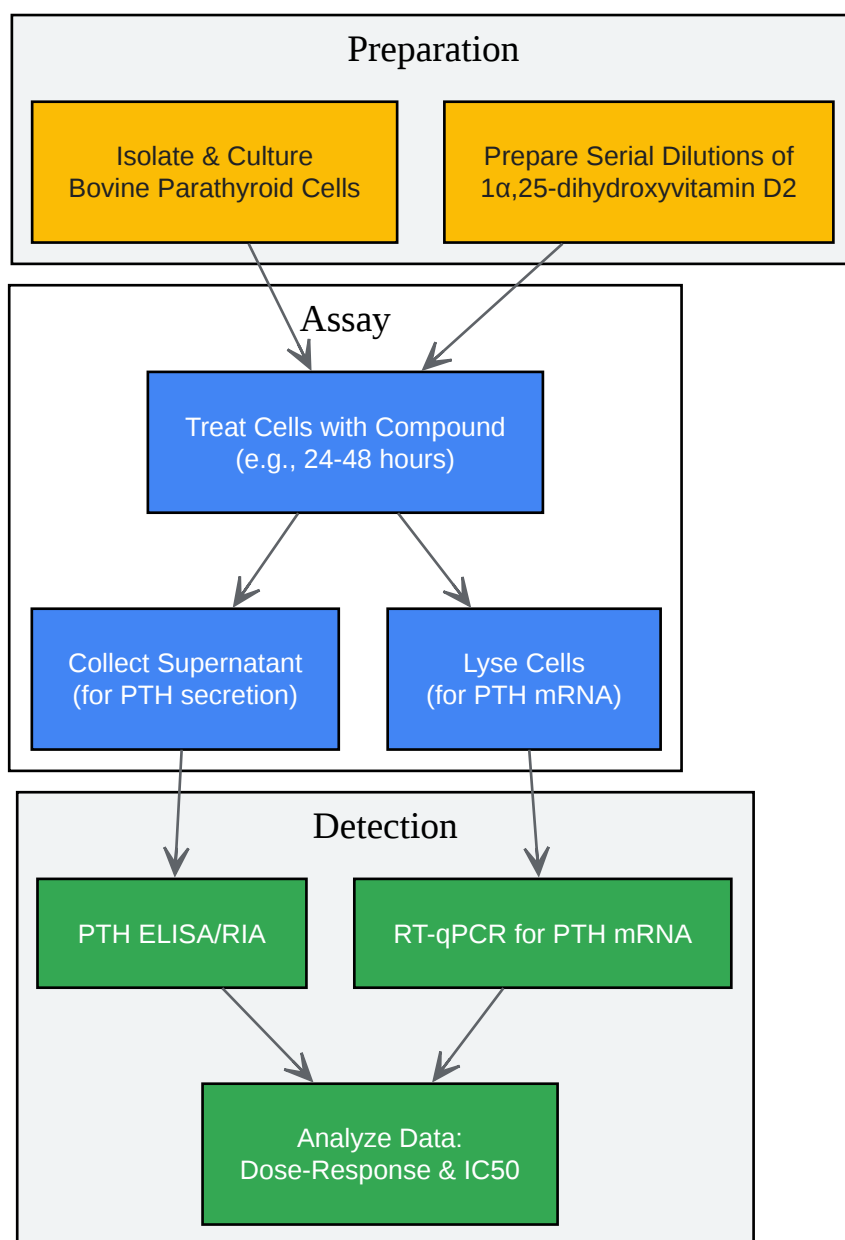 Preparation
Isolate & Culture
Bovine Parathyroid Cells
Prepare Serial Dilutions of
1α,25-dihydroxyvitamin D2
Assay
Treat Cells with Compound
(e.g., 24-48 hours)
Collect Supernatant
(for PTH secretion)
Lyse Cells
(for PTH mRNA)
Detection
PTH ELISA/RIA
RT-qPCR for PTH mRNA
Analyze Data:
Dose-Response & IC50